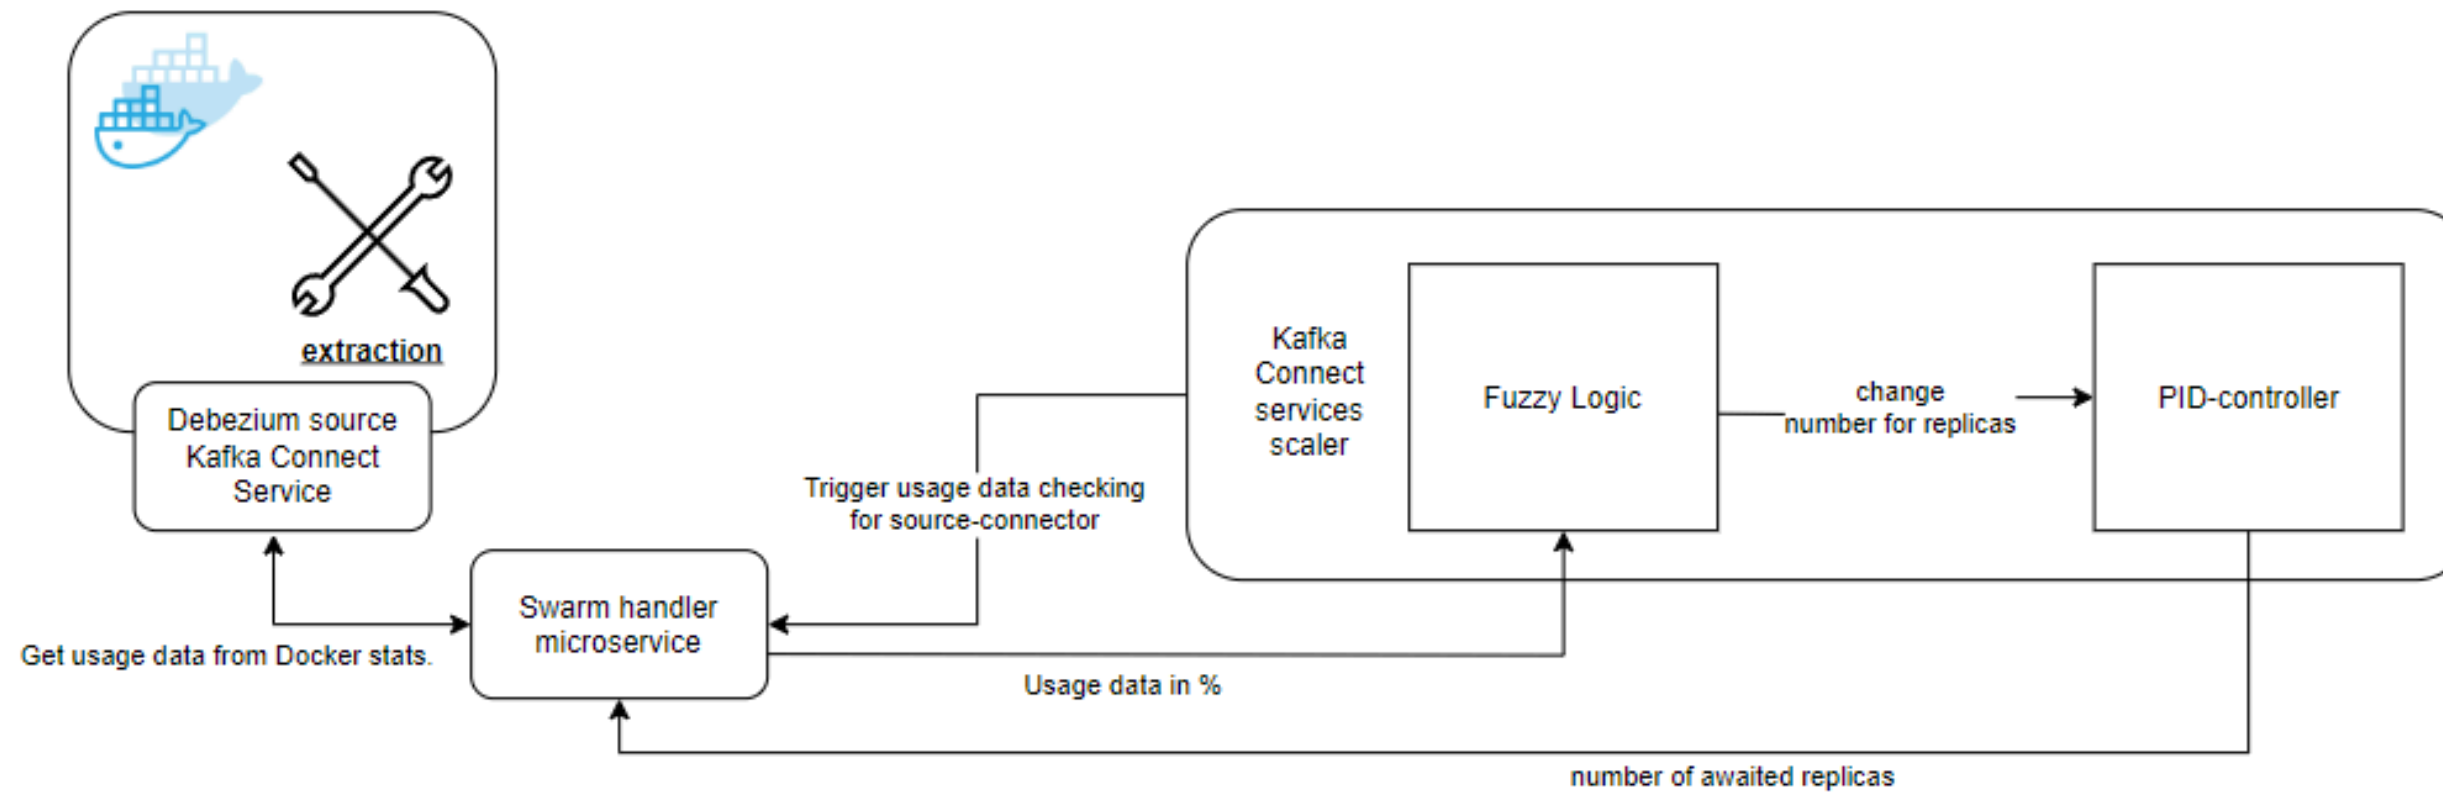 extraction
Debezium source
Kafka Connect
Service
Get usage data from Docker stats.
Swarm handler
microservice
Trigger usage data checking
for source-connector
Usage data in %
Kafka
Connect
services
scaler
Fuzzy Logic
change
number for replicas
PID-controller
number of awaited replicas